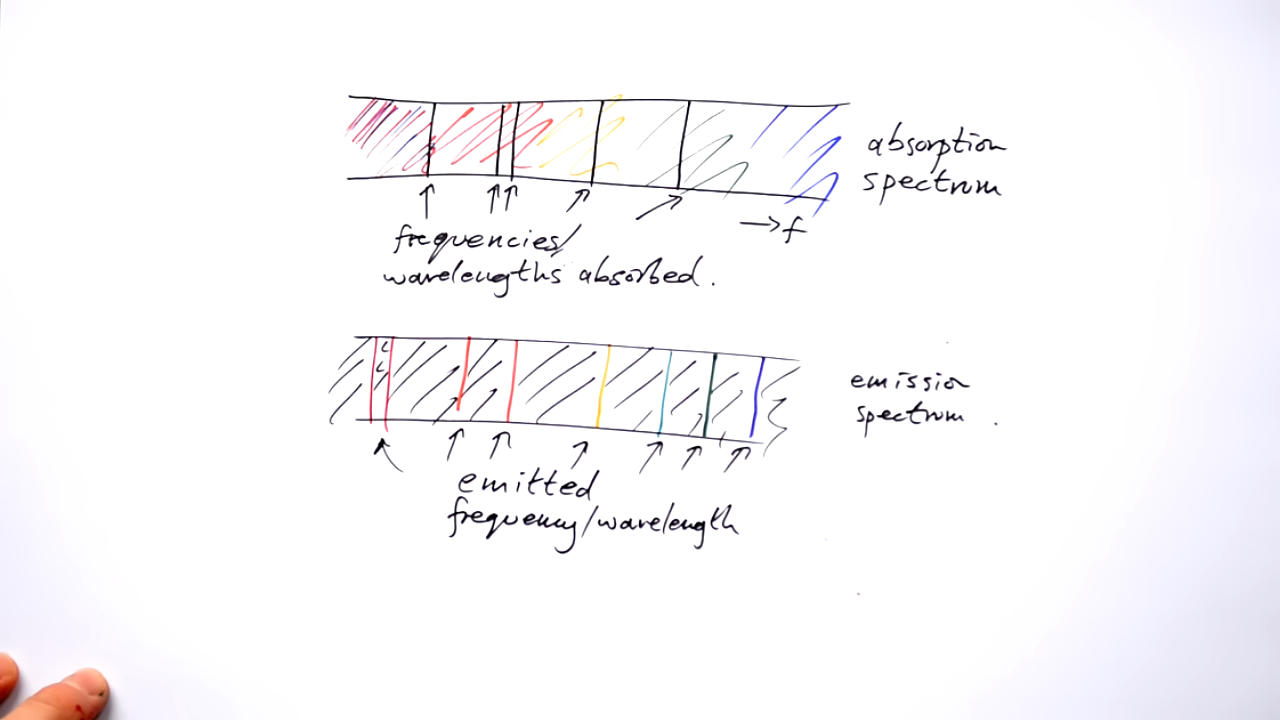 absorption
spectrum
→f
frequencies/
wavelengths absorbed.
emission
spectrum.
emitted
frequency/wavelength